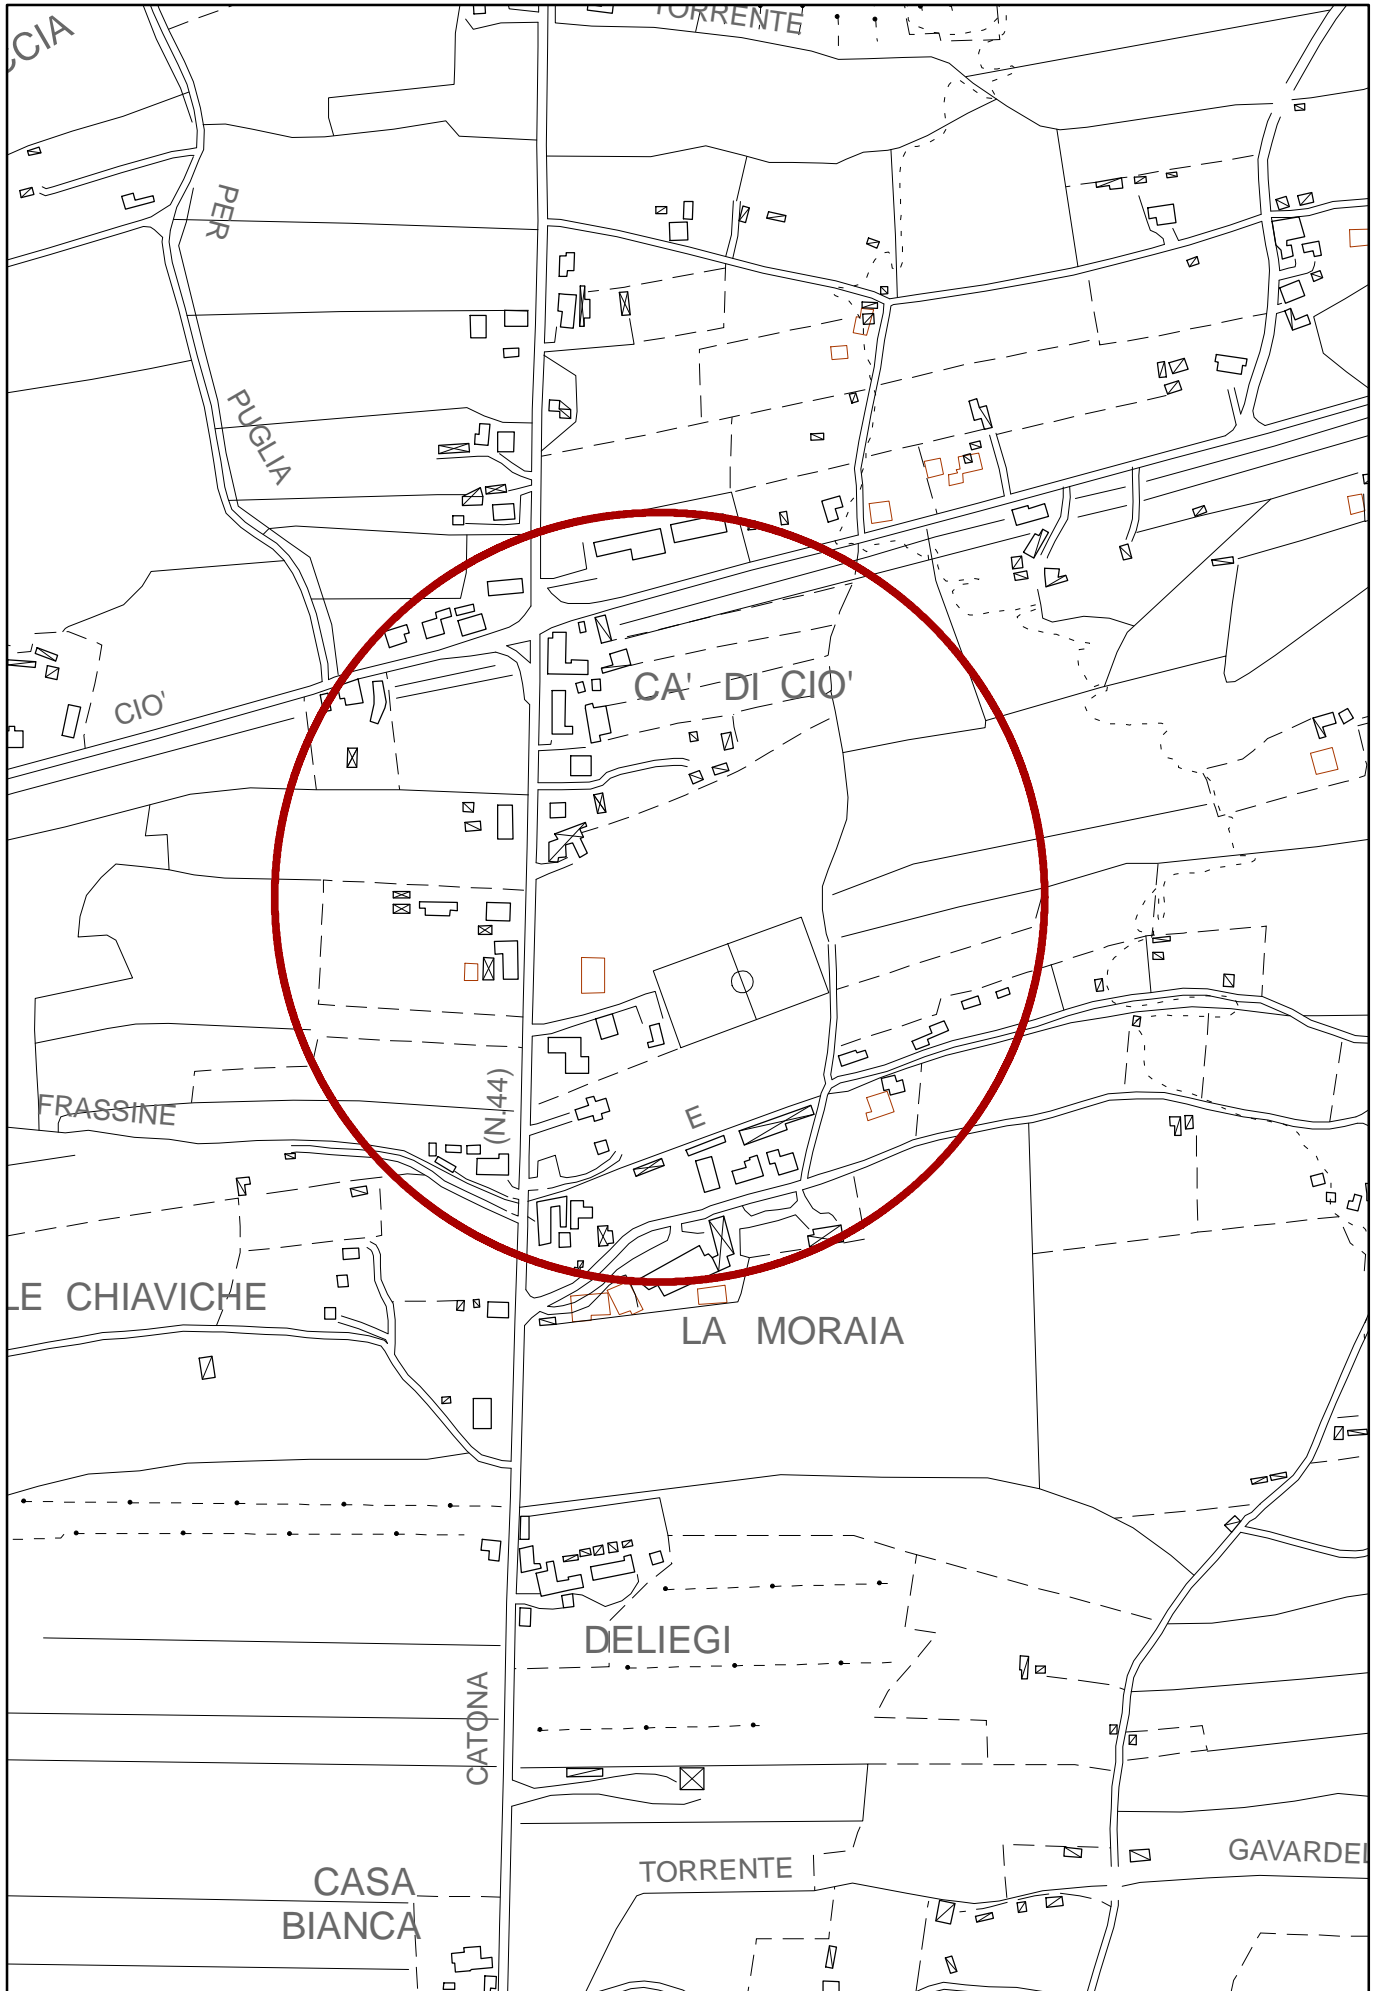 TORRENTE
CCIA
PER
PUGLIA
CA' DI CIO'
CIO'
(N.44)
FRASSINE
E
LE CHIAVICHE
LA MORAIA
DELIEGI
CATONA
TORRENTE
GAVARDEL
CASA
BIANCA